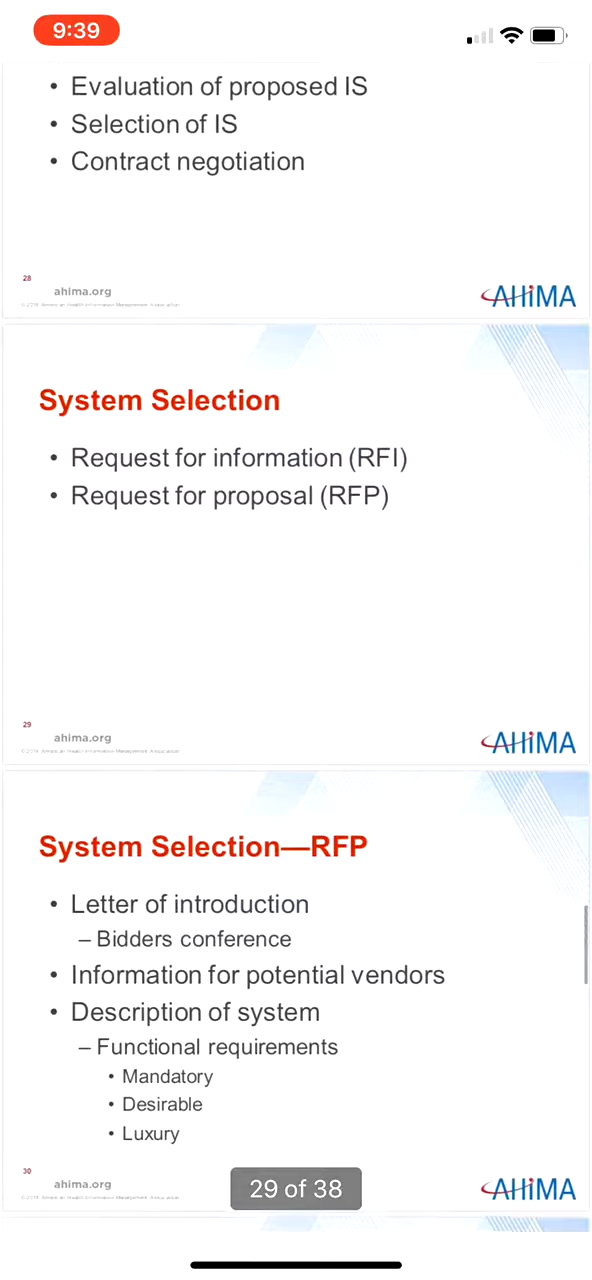 9:39
• Evaluation of proposed IS
• Selection of IS
• Contract negotiation
28
ahima.org
AHiMA
System Selection
• Request for information (RFI)
• Request for proposal (RFP)
29
ahima.org
AHiMA
System Selection—RFP
• Letter of introduction
– Bidders conference
• Information for potential vendors
• Description of system
– Functional requirements
• Mandatory
• Desirable
• Luxury
30
ahima.org
29 of 38
AHiMA